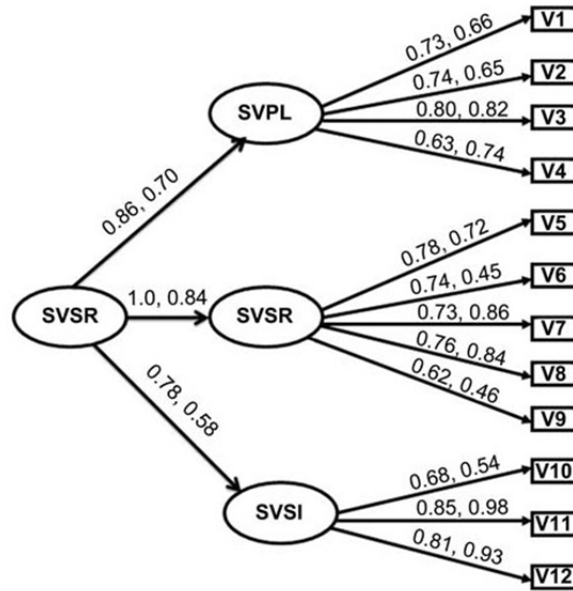 0.73, 0.66
V1
0.74, 0.65
V2
SVPL
0.80, 0.82
V3
0.63, 0.74
V4
0.86, 0.70
0.78, 0.72
V5
0.74, 0.45
V6
SVSR
1.0, 0.84
SVSR
0.73, 0.86
V7
0.76, 0.84
V8
0.62, 0.46
V9
0.78, 0.58
0.68, 0.54
V10
SVSI
0.85, 0.98
V11
0.81, 0.93
V12